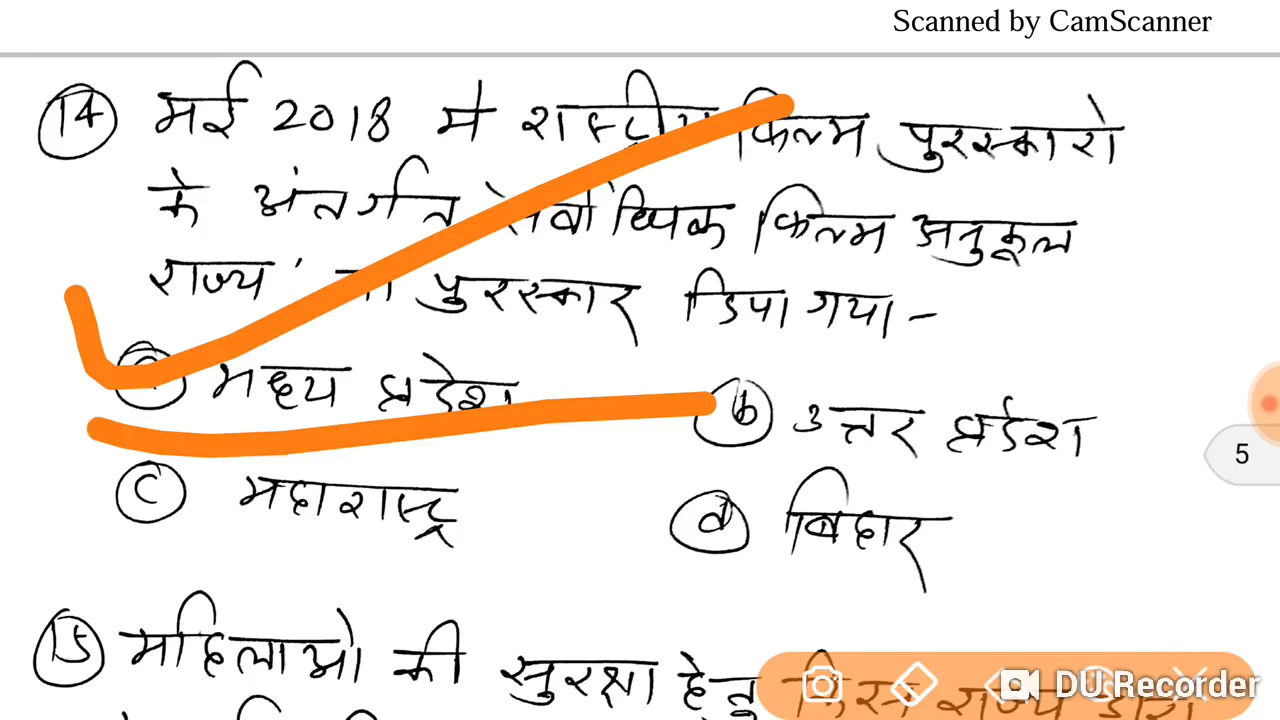 Scanned by CamScanner
14 मई 2018 मे राष्ट्रीय फिल्म पुरस्कारो
के अंतर्गत सर्वाधिक फिल्म अनुकूल
राज्य' का पुरस्कार दिया गया -
मध्य प्रदेश b उत्तर प्रदेश
c महाराष्ट्र d बिहार
5
15 महिलाओ की सुरक्षा हेतु किस राज्य द्वारा
DU Recorder